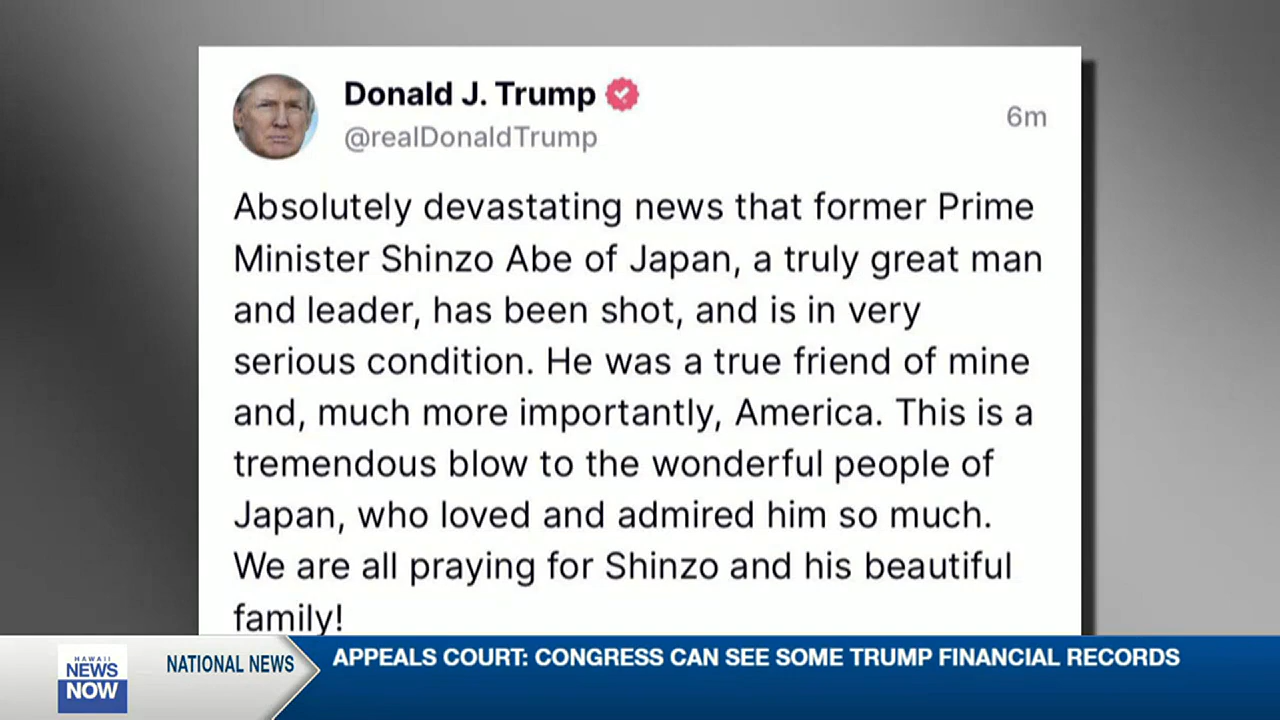 Donald J. Trump
@realDonaldTrump
6m
Absolutely devastating news that former Prime
Minister Shinzo Abe of Japan, a truly great man
and leader, has been shot, and is in very
serious condition. He was a true friend of mine
and, much more importantly, America. This is a
tremendous blow to the wonderful people of
Japan, who loved and admired him so much.
We are all praying for Shinzo and his beautiful
family!
HAWAII
NEWS
NOW
NATIONAL NEWS
APPEALS COURT: CONGRESS CAN SEE SOME TRUMP FINANCIAL RECORDS